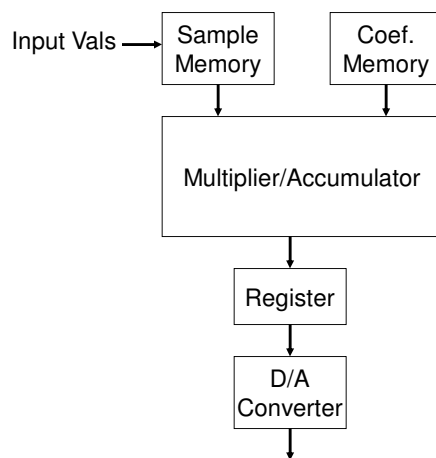 Input Vals
Sample
Memory
Coef.
Memory
Multiplier/Accumulator
Register
D/A
Converter